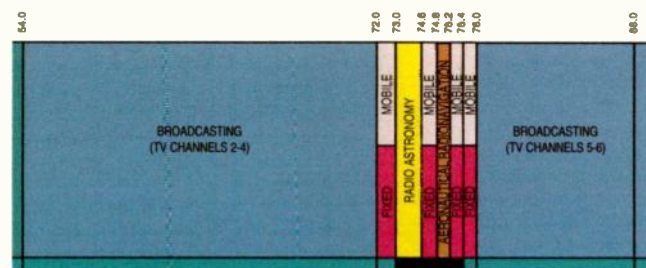 54.0
72.0
73.0
74.6
74.8
75.2
75.4
76.0
88.0
BROADCASTING
(TV CHANNELS 2-4)
MOBILE
FIXED
RADIO ASTRONOMY
MOBILE
FIXED
AERONAUTICAL RADIONAVIGATION
MOBILE
FIXED
MOBILE
FIXED
BROADCASTING
(TV CHANNELS 5-6)